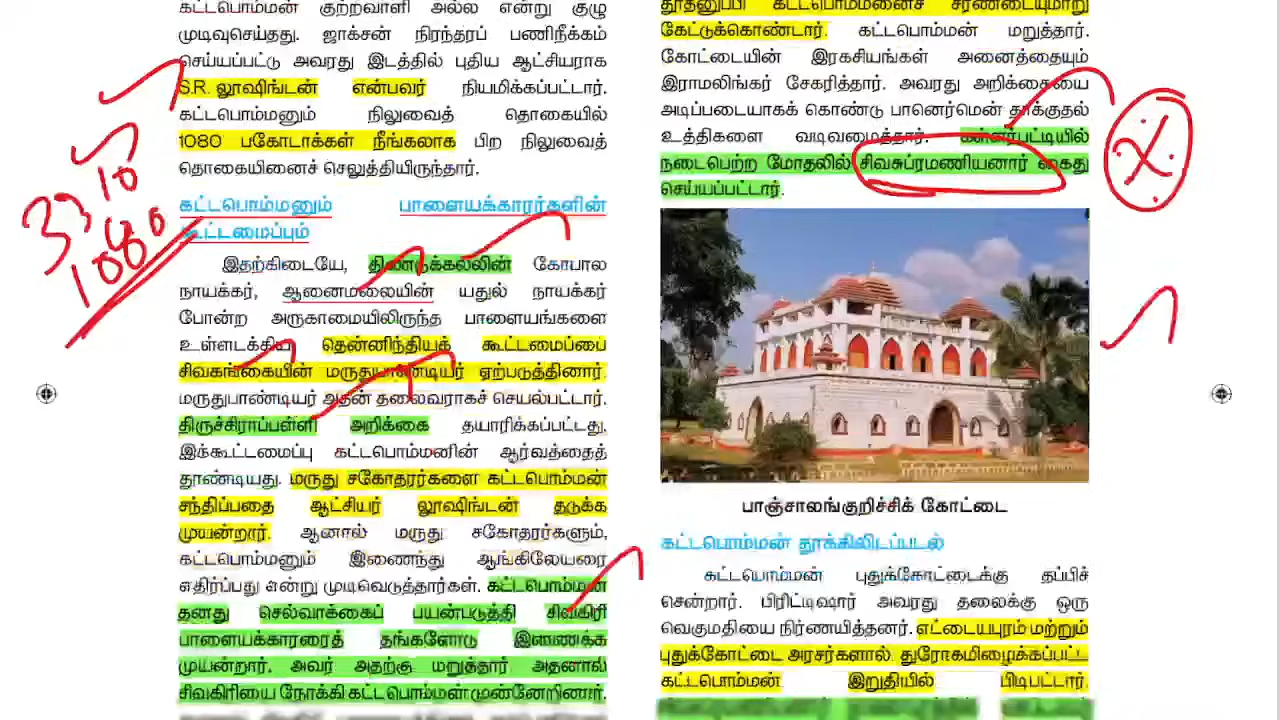 கட்டபொம்மன் குற்றவாளி அல்ல என்று குழு
முடிவுசெய்தது. ஜாக்சன் நிரந்தரப் பணிநீக்கம்
செய்யப்பட்டு அவரது இடத்தில் புதிய ஆட்சியராக
S.R. லூஷிங்டன் என்பவர் நியமிக்கப்பட்டார்.
கட்டபொம்மனும் நிலுவைத் தொகையில்
1080 பகோடாக்கள் நீங்கலாக பிற நிலுவைத்
தொகையினைச் செலுத்தியிருந்தார்.
3310
1080
கட்டபொம்மனும் பாளையக்காரர்களின்
கூட்டமைப்பும்
இதற்கிடையே, திண்டுக்கல்லின் கோபால
நாயக்கர், ஆனைமலையின் யதுல் நாயக்கர்
போன்ற அருகாமையிலிருந்த பாளையங்களை
உள்ளடக்கிய தென்னிந்தியக் கூட்டமைப்பை
சிவகங்கையின் மருதுபாண்டியர் ஏற்படுத்தினார்.
மருதுபாண்டியர் அதன் தலைவராகச் செயல்பட்டார்.
திருச்சிராப்பள்ளி அறிக்கை தயாரிக்கப்பட்டது.
இக்கூட்டமைப்பு கட்டபொம்மனின் ஆர்வத்தைத்
தூண்டியது. மருது சகோதரர்களை கட்டபொம்மன்
சந்திப்பதை ஆட்சியர் லூஷிங்டன் தடுக்க
முயன்றார். ஆனால் மருது சகோதரர்களும்,
கட்டபொம்மனும் இணைந்து ஆங்கிலேயரை
எதிர்ப்பது என்று முடிவெடுத்தார்கள். கட்டபொம்மன்
தனது செல்வாக்கைப் பயன்படுத்தி சிவகிரி
பாளையக்காரரைத் தங்களோடு இணைக்க
முயன்றார். அவர் அதற்கு மறுத்தார் அதனால்
சிவகிரியை நோக்கி கட்டபொம்மன் முன்னேறினார்.
தூதனுப்பி கட்டபொம்மனைச் சரணடையுமாறு
கேட்டுக்கொண்டார். கட்டபொம்மன் மறுத்தார்.
கோட்டையின் இரகசியங்கள் அனைத்தையும்
இராமலிங்கர் சேகரித்தார். அவரது அறிக்கையை
அடிப்படையாகக் கொண்டு பானெர்மென் தாக்குதல்
உத்திகளை வடிவமைத்தார். கள்ளர்பட்டியில்
நடைபெற்ற மோதலில் சிவசுப்ரமணியனார் கைது
செய்யப்பட்டார்.
பாஞ்சாலங்குறிச்சிக் கோட்டை
கட்டபொம்மன் தூக்கிலிடப்படல்
கட்டபொம்மன் புதுக்கோட்டைக்கு தப்பிச்
சென்றார். பிரிட்டிஷார் அவரது தலைக்கு ஒரு
வெகுமதியை நிர்ணயித்தனர். எட்டையபுரம் மற்றும்
புதுக்கோட்டை அரசர்களால் துரோகமிழைக்கப்பட்ட
கட்டபொம்மன் இறுதியில் பிடிபட்டார்.